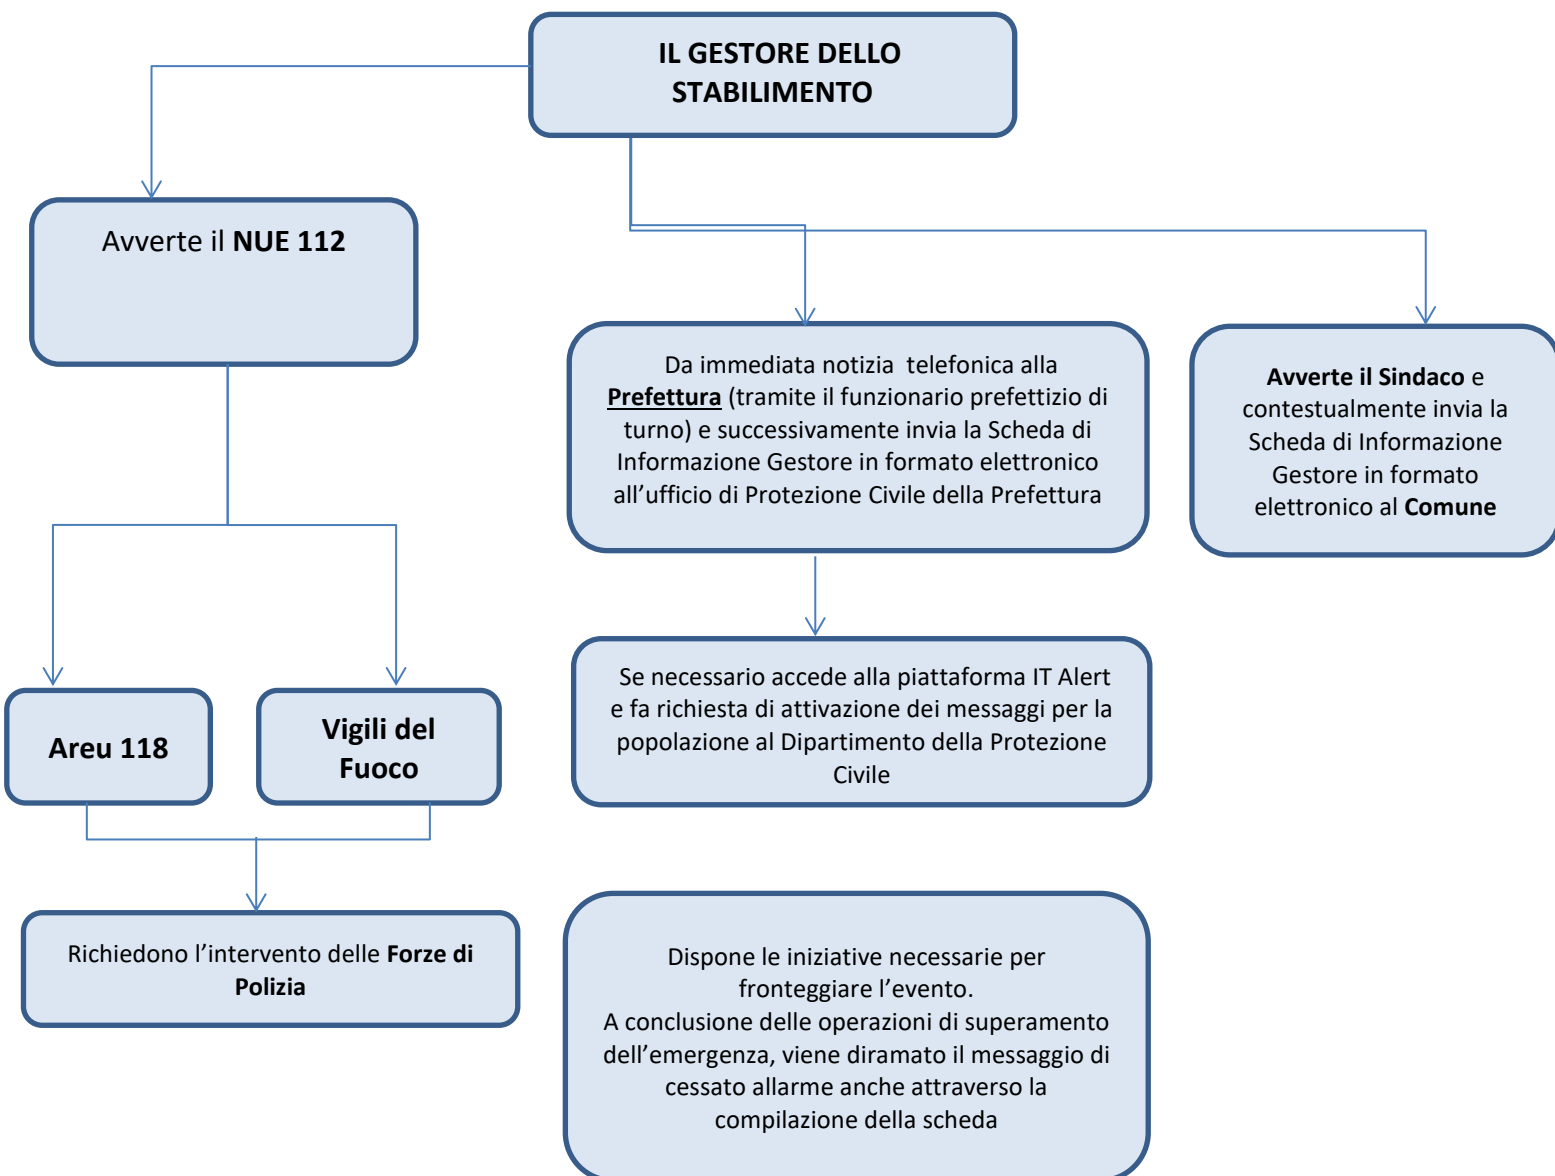 IL GESTORE DELLO
STABILIMENTO
Avverte il NUE 112
Da immediata notizia telefonica alla
Prefettura (tramite il funzionario prefettizio di
turno) e successivamente invia la Scheda di
Informazione Gestore in formato elettronico
all’ufficio di Protezione Civile della Prefettura
Avverte il Sindaco e
contestualmente invia la
Scheda di Informazione
Gestore in formato
elettronico al Comune
Se necessario accede alla piattaforma IT Alert
e fa richiesta di attivazione dei messaggi per la
popolazione al Dipartimento della Protezione
Civile
Areu 118
Vigili del
Fuoco
Richiedono l’intervento delle Forze di
Polizia
Dispone le iniziative necessarie per
fronteggiare l’evento.
A conclusione delle operazioni di superamento
dell’emergenza, viene diramato il messaggio di
cessato allarme anche attraverso la
compilazione della scheda